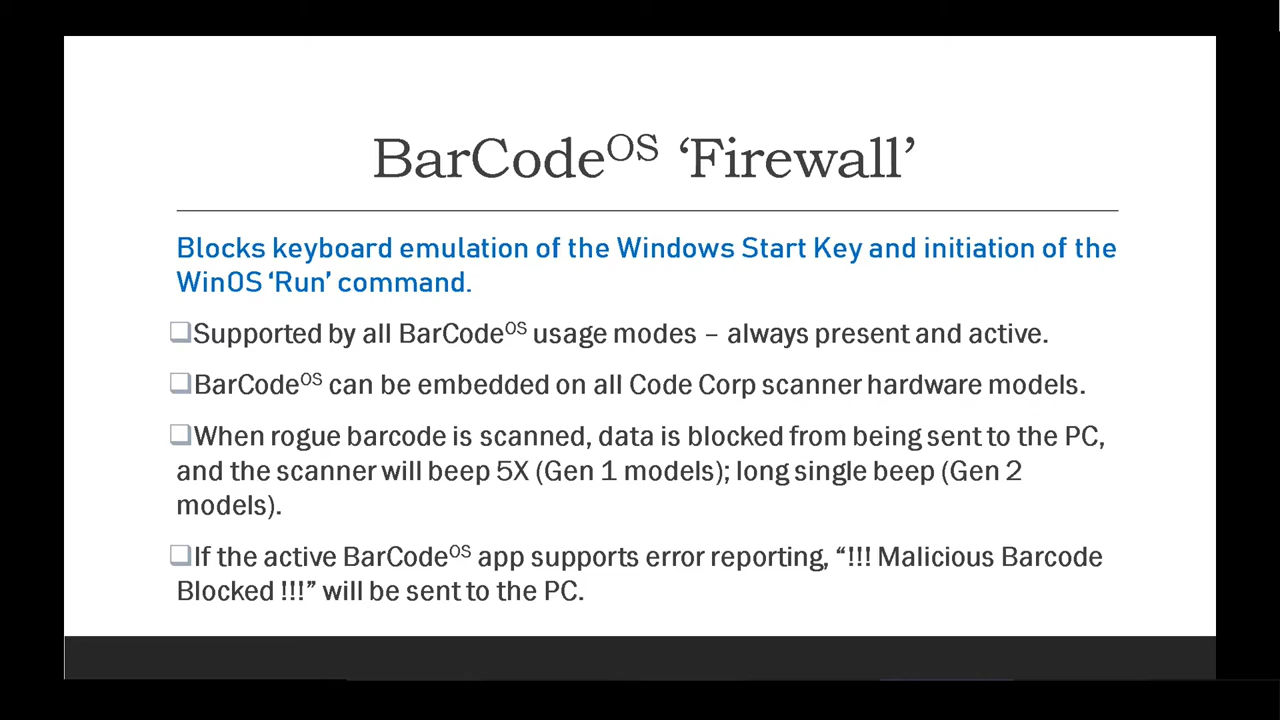 BarCodeOS ‘Firewall’
Blocks keyboard emulation of the Windows Start Key and initiation of the
WinOS ‘Run’ command.
❑Supported by all BarCodeOS usage modes – always present and active.
❑BarCodeOS can be embedded on all Code Corp scanner hardware models.
❑When rogue barcode is scanned, data is blocked from being sent to the PC,
and the scanner will beep 5X (Gen 1 models); long single beep (Gen 2
models).
❑If the active BarCodeOS app supports error reporting, “!!! Malicious Barcode
Blocked !!!” will be sent to the PC.